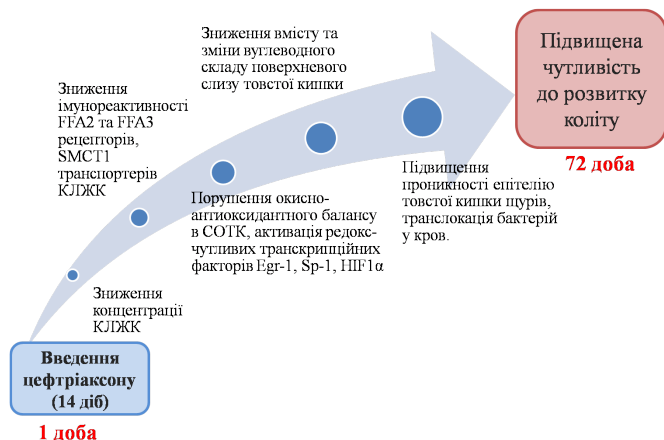 Зниження вмісту та
зміни вуглеводного
складу поверхневого
слизу товстої кипки
Підвищена
чутливість
до розвитку
коліту
72 доба
Зниження
імунореактивності
FFA2 та FFA3
рецепторів,
SMCT1
транспортерів
КЛЖК
Підвищення
проникності епітелію
товстої кипки щурів,
транслокація бактерій
у кров.
Порушення окисно-
антиоксидантного балансу
в СОТК, активація редокс-
чутливих транскрипційних
факторів Egr-1, Sp-1, HIF1α
Зниження
концентрації
КЛЖК
Введення
цефтріаксону
(14 діб)
1 доба